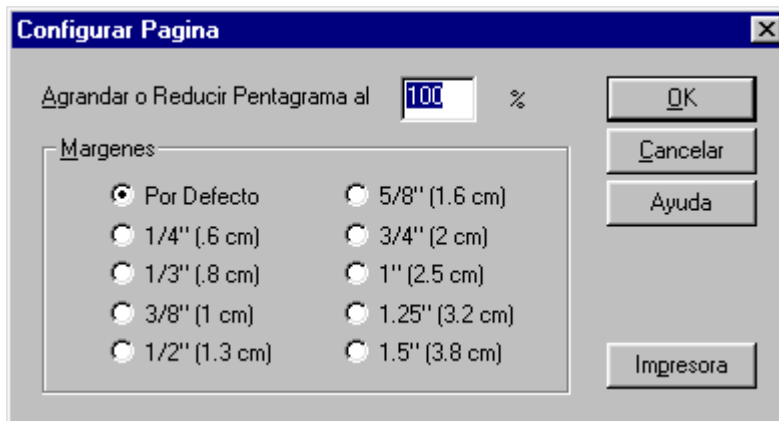 Configurar Pagina
Agrandar o Reducir Pentagrama al 100 %
OK
Margenes
Cancelar
Por Defecto 5/8" (1.6 cm)
Ayuda
1/4" (.6 cm) 3/4" (2 cm)
1/3" (.8 cm) 1" (2.5 cm)
3/8" (1 cm) 1.25" (3.2 cm)
1/2" (1.3 cm) 1.5" (3.8 cm)
Impresora